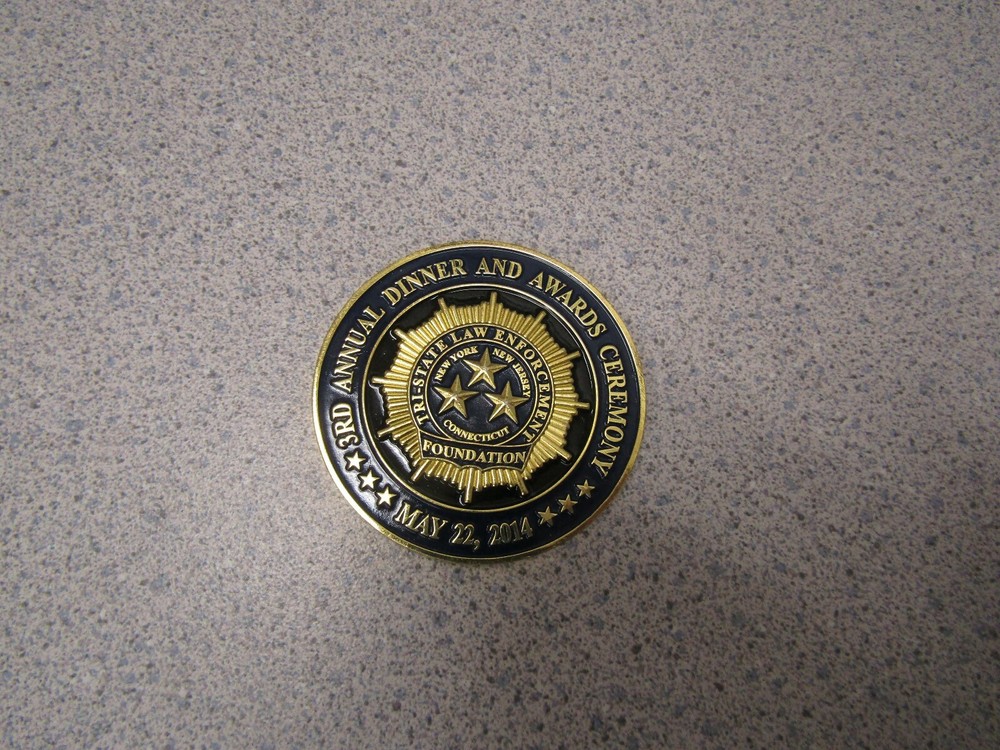 3RD ANNUAL DINNER AND AWARDS CEREMONY
MAY 22, 2014
TRI-STATE LAW ENFORCEMENT
FOUNDATION
NEW YORK
NEW JERSEY
CONNECTICUT